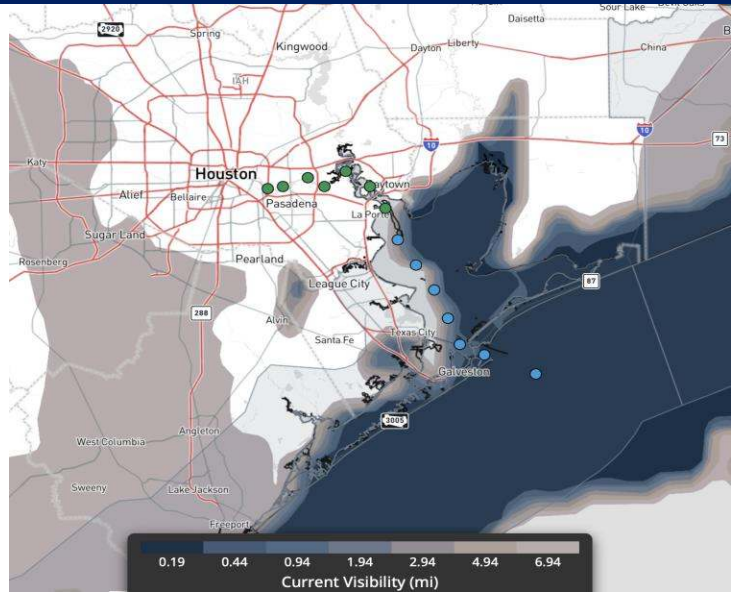 Sour Lake
Daisetta
2920
Spring
Kingwood
Dayton
Liberty
China
IAH
10
10
73
Katy
Houston
Baytown
Alief
Bellaire
Pasadena
La Porte
Sugar Land
Rosenberg
Pearland
League City
87
288
Alvin
Santa Fe
Texas City
Galveston
3005
West Columbia
Angleton
Sweeny
Lake Jackson
Freeport
0.19 0.44 0.94 1.94 2.94 4.94 6.94
Current Visibility (mi)